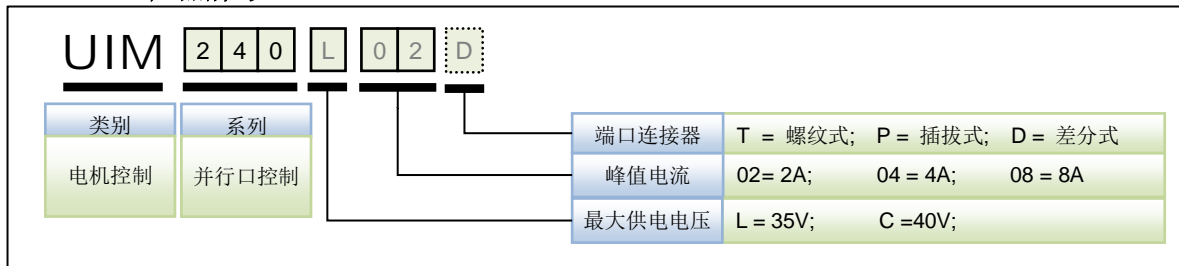 UIM 2 4 0 L 0 2 D
类别 系列
电机控制 并行口控制
端口连接器 T = 螺纹式; P = 插拔式; D = 差分式
峰值电流 02= 2A; 04 = 4A; 08 = 8A
最大供电电压 L = 35V; C =40V;